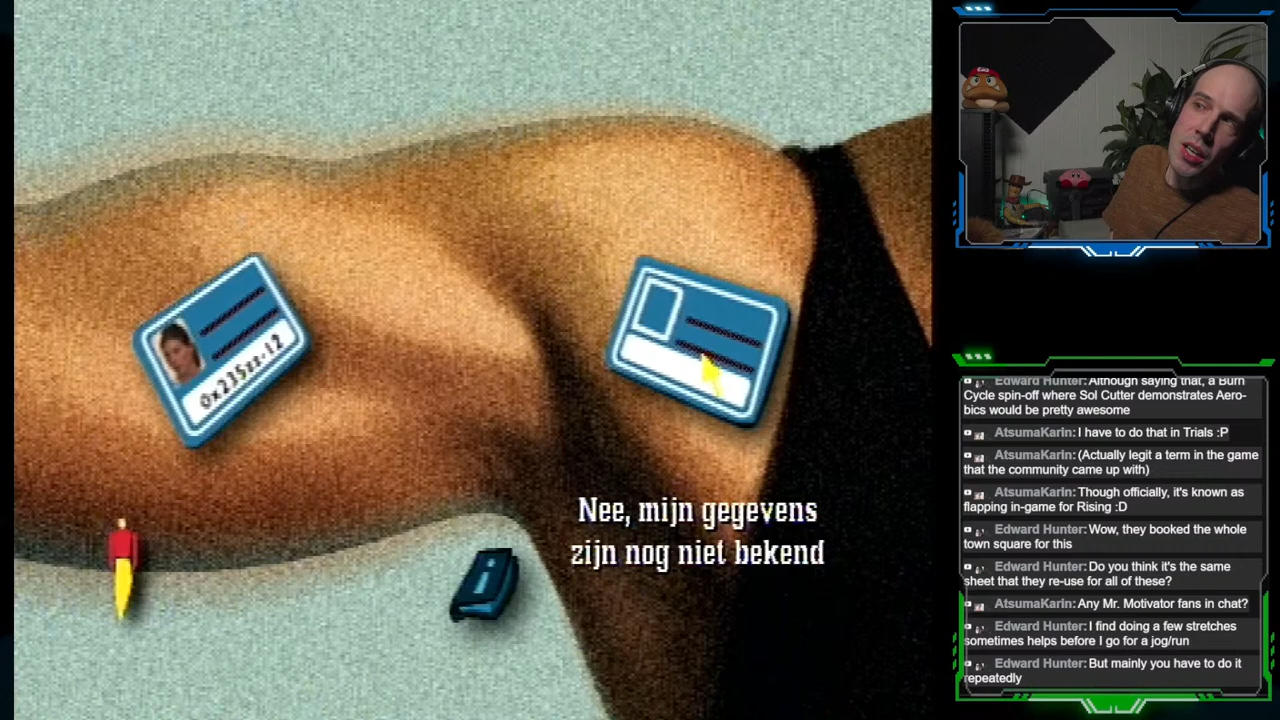 0x235zz-12
Nee, mijn gegevens
zijn nog niet bekend
Edward Hunter: Although saying that, a Burn
Cycle spin-off where Sol Cutter demonstrates Aero-
bics would be pretty awesome
AtsumaKarin: I have to do that in Trials :P
AtsumaKarin: (Actually legit a term in the game
that the community came up with)
AtsumaKarin: Though officially, it's known as
flapping in-game for Rising :D
Edward Hunter: Wow, they booked the whole
town square for this
Edward Hunter: Do you think it's the same
sheet that they re-use for all of these?
AtsumaKarin: Any Mr. Motivator fans in chat?
Edward Hunter: I find doing a few stretches
sometimes helps before I go for a jog/run
Edward Hunter: But mainly you have to do it
repeatedly